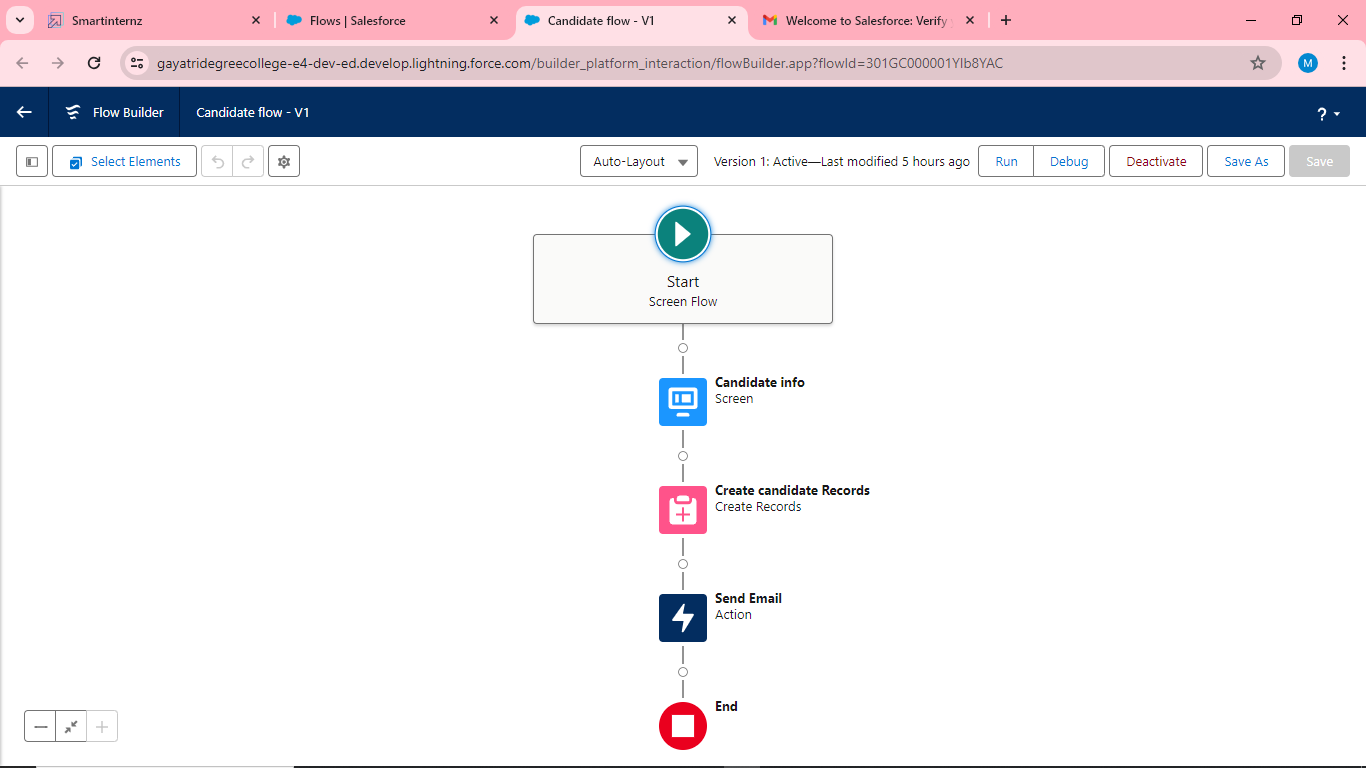 Smartinternz
Flows | Salesforce
Candidate flow - V1
Welcome to Salesforce: Verify
gayatridegreecollege-e4-dev-ed.develop.lightning.force.com/builder_platform_interaction/flowBuilder.app?flowId=301GC000001YIb8YAC
M
Flow Builder
Candidate flow - V1
?
Select Elements
Auto-Layout
Version 1: Active—Last modified 5 hours ago
Run
Debug
Deactivate
Save As
Save
Start
Screen Flow
Candidate info
Screen
Create candidate Records
Create Records
Send Email
Action
End